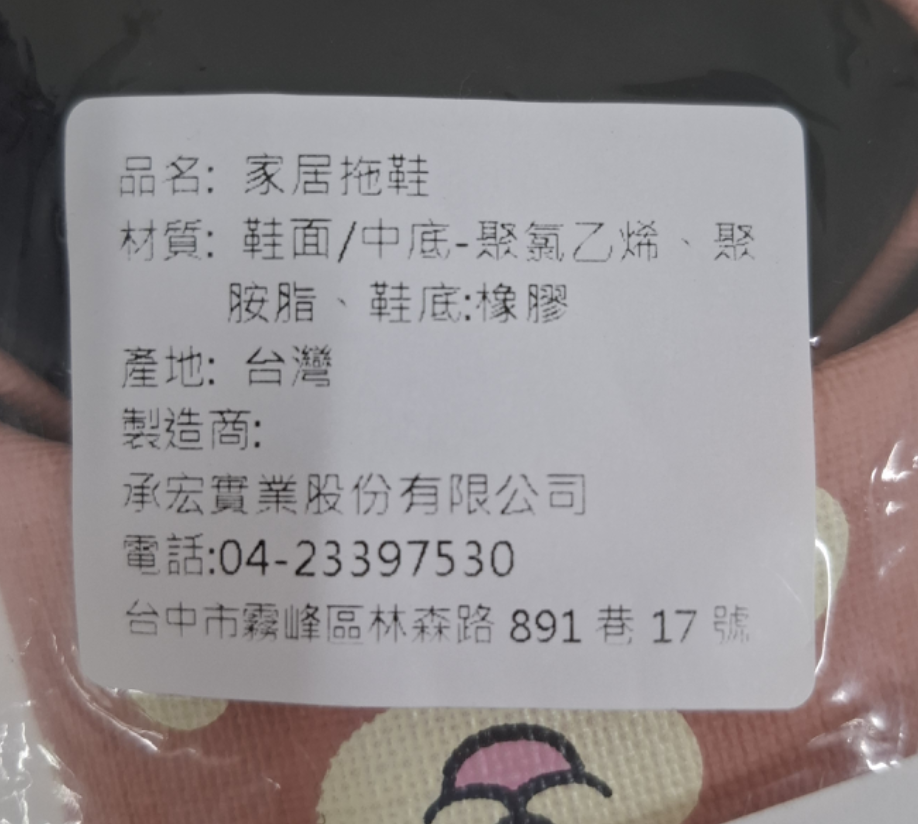 品名: 家居拖鞋
材質: 鞋面/中底-聚氯乙烯、聚
胺脂、鞋底:橡膠
產地: 台灣
製造商:
承宏實業股份有限公司
電話:04-23397530
台中市霧峰區林森路 891 巷 17 號